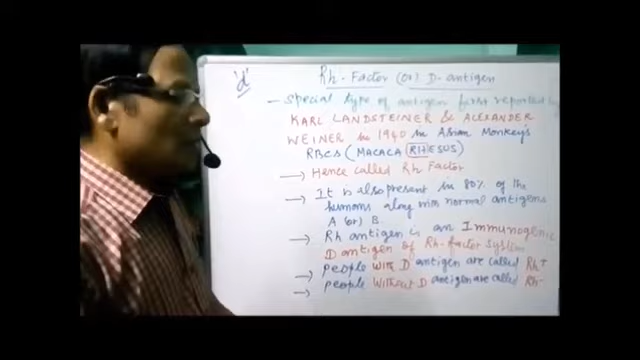 'd'
Rh-Factor (or) D-antigen
- Special type of antigen first reported by
KARL LANDSTEINER & ALEXANDER
WEINER in 1940 in Asian Monkey's
RBCs (MACACA RHESUS)
→ Hence called Rh Factor
→ It is also present in 80% of the
humans along with normal antigens
A (or) B.
→ Rh antigen is an Immunogenic
D antigen of Rh-factor system
→ People with D antigen are called Rh+
→ People without D antigen are called Rh-